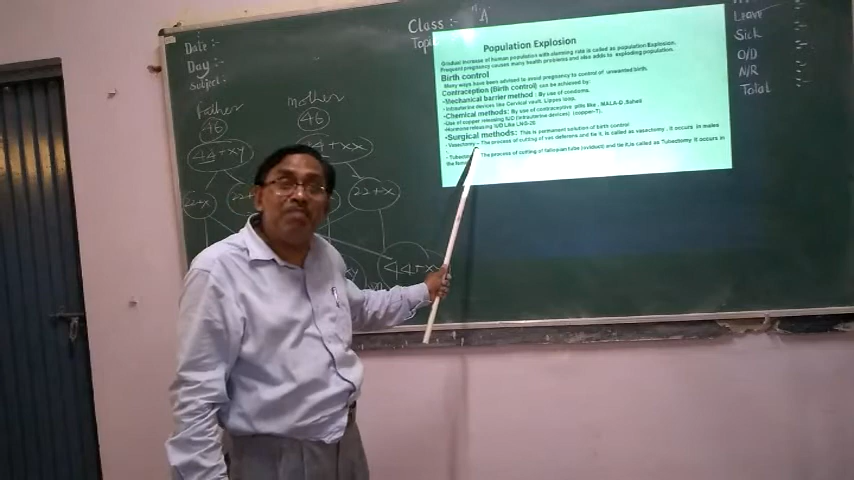 Class :- "A
Topi
Date :-
Day :-
Subject:-
Father
Mother
46
46
44+xy
44+xx
22+x
22+
22+x
44+x
Population Explosion
Gradual increase of human population with alarming rate is called as population Explosion.
Frequent pregnancy causes many health problems and also adds to exploding population.
Birth control
Many ways have been advised to avoid pregnancy to control of unwanted birth.
Contraception (Birth control) can be achieved by:
-Mechanical barrier method : By use of condoms.
- Intrauterine devices like Cervical vault, Lippes loop.
-Chemical methods: By use of contraceptive pills like , MALA-D ,Saheli
-Use of copper releasing IUD (intrauterine devices) (copper-T).
-Hormone releasing IUD Like LNG-20
-Surgical methods: This is permanent solution of birth control
- Vasectomy – The process of cutting of vas deferens and tie it, is called as vasectomy . It occurs in males
- Tubecto The process of cutting of fallopian tube (oviduct) and tie it,is called as Tubectomy It occurs in
the fema
Leave
Sick
O/D
N/R
Total